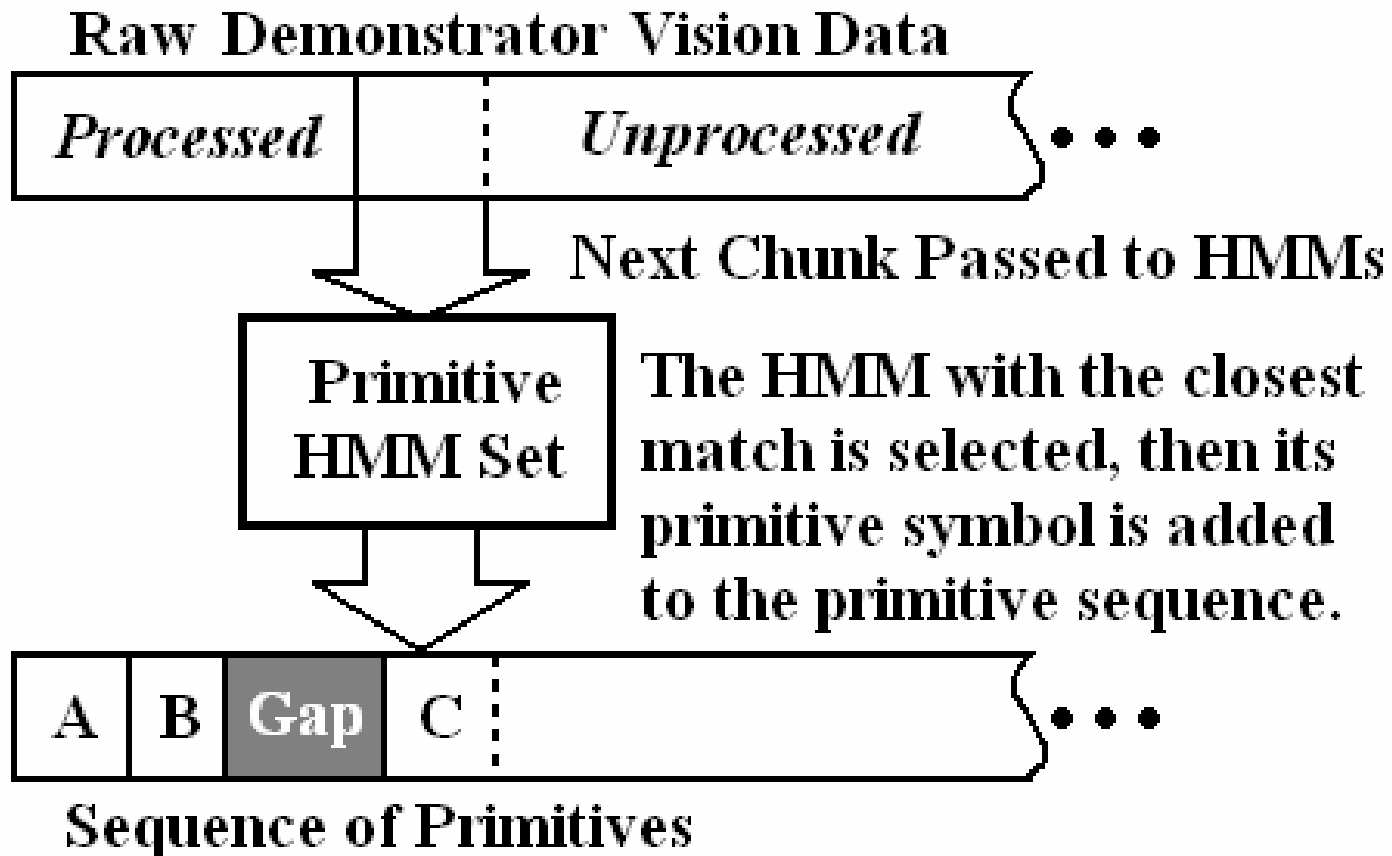 Raw Demonstrator Vision Data
Processed Unprocessed
Next Chunk Passed to HMMs
Primitive
HMM Set
The HMM with the closest
match is selected, then its
primitive symbol is added
to the primitive sequence.
A B Gap C
Sequence of Primitives